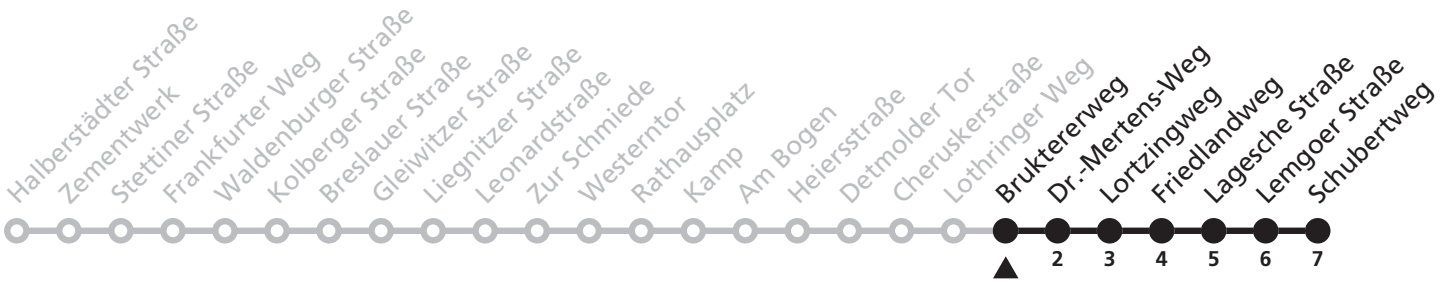 Halberstädter Straße
Zementwerk
Stettiner Straße
Frankfurter Weg
Waldenburger Straße
Kolberger Straße
Breslauer Straße
Gleiwitzer Straße
Liegnitzer Straße
Leonardstraße
Zur Schmiede
Westerntor
Rathausplatz
Kamp
Am Bogen
Heiersstraße
Detmolder Tor
Cheruskerstraße
Lothringer Weg
Bruktererweg
Dr.-Mertens-Weg
Lortzingweg
Friedlandweg
Lagesche Straße
Lemgoer Straße
Schubertweg
2 3 4 5 6 7